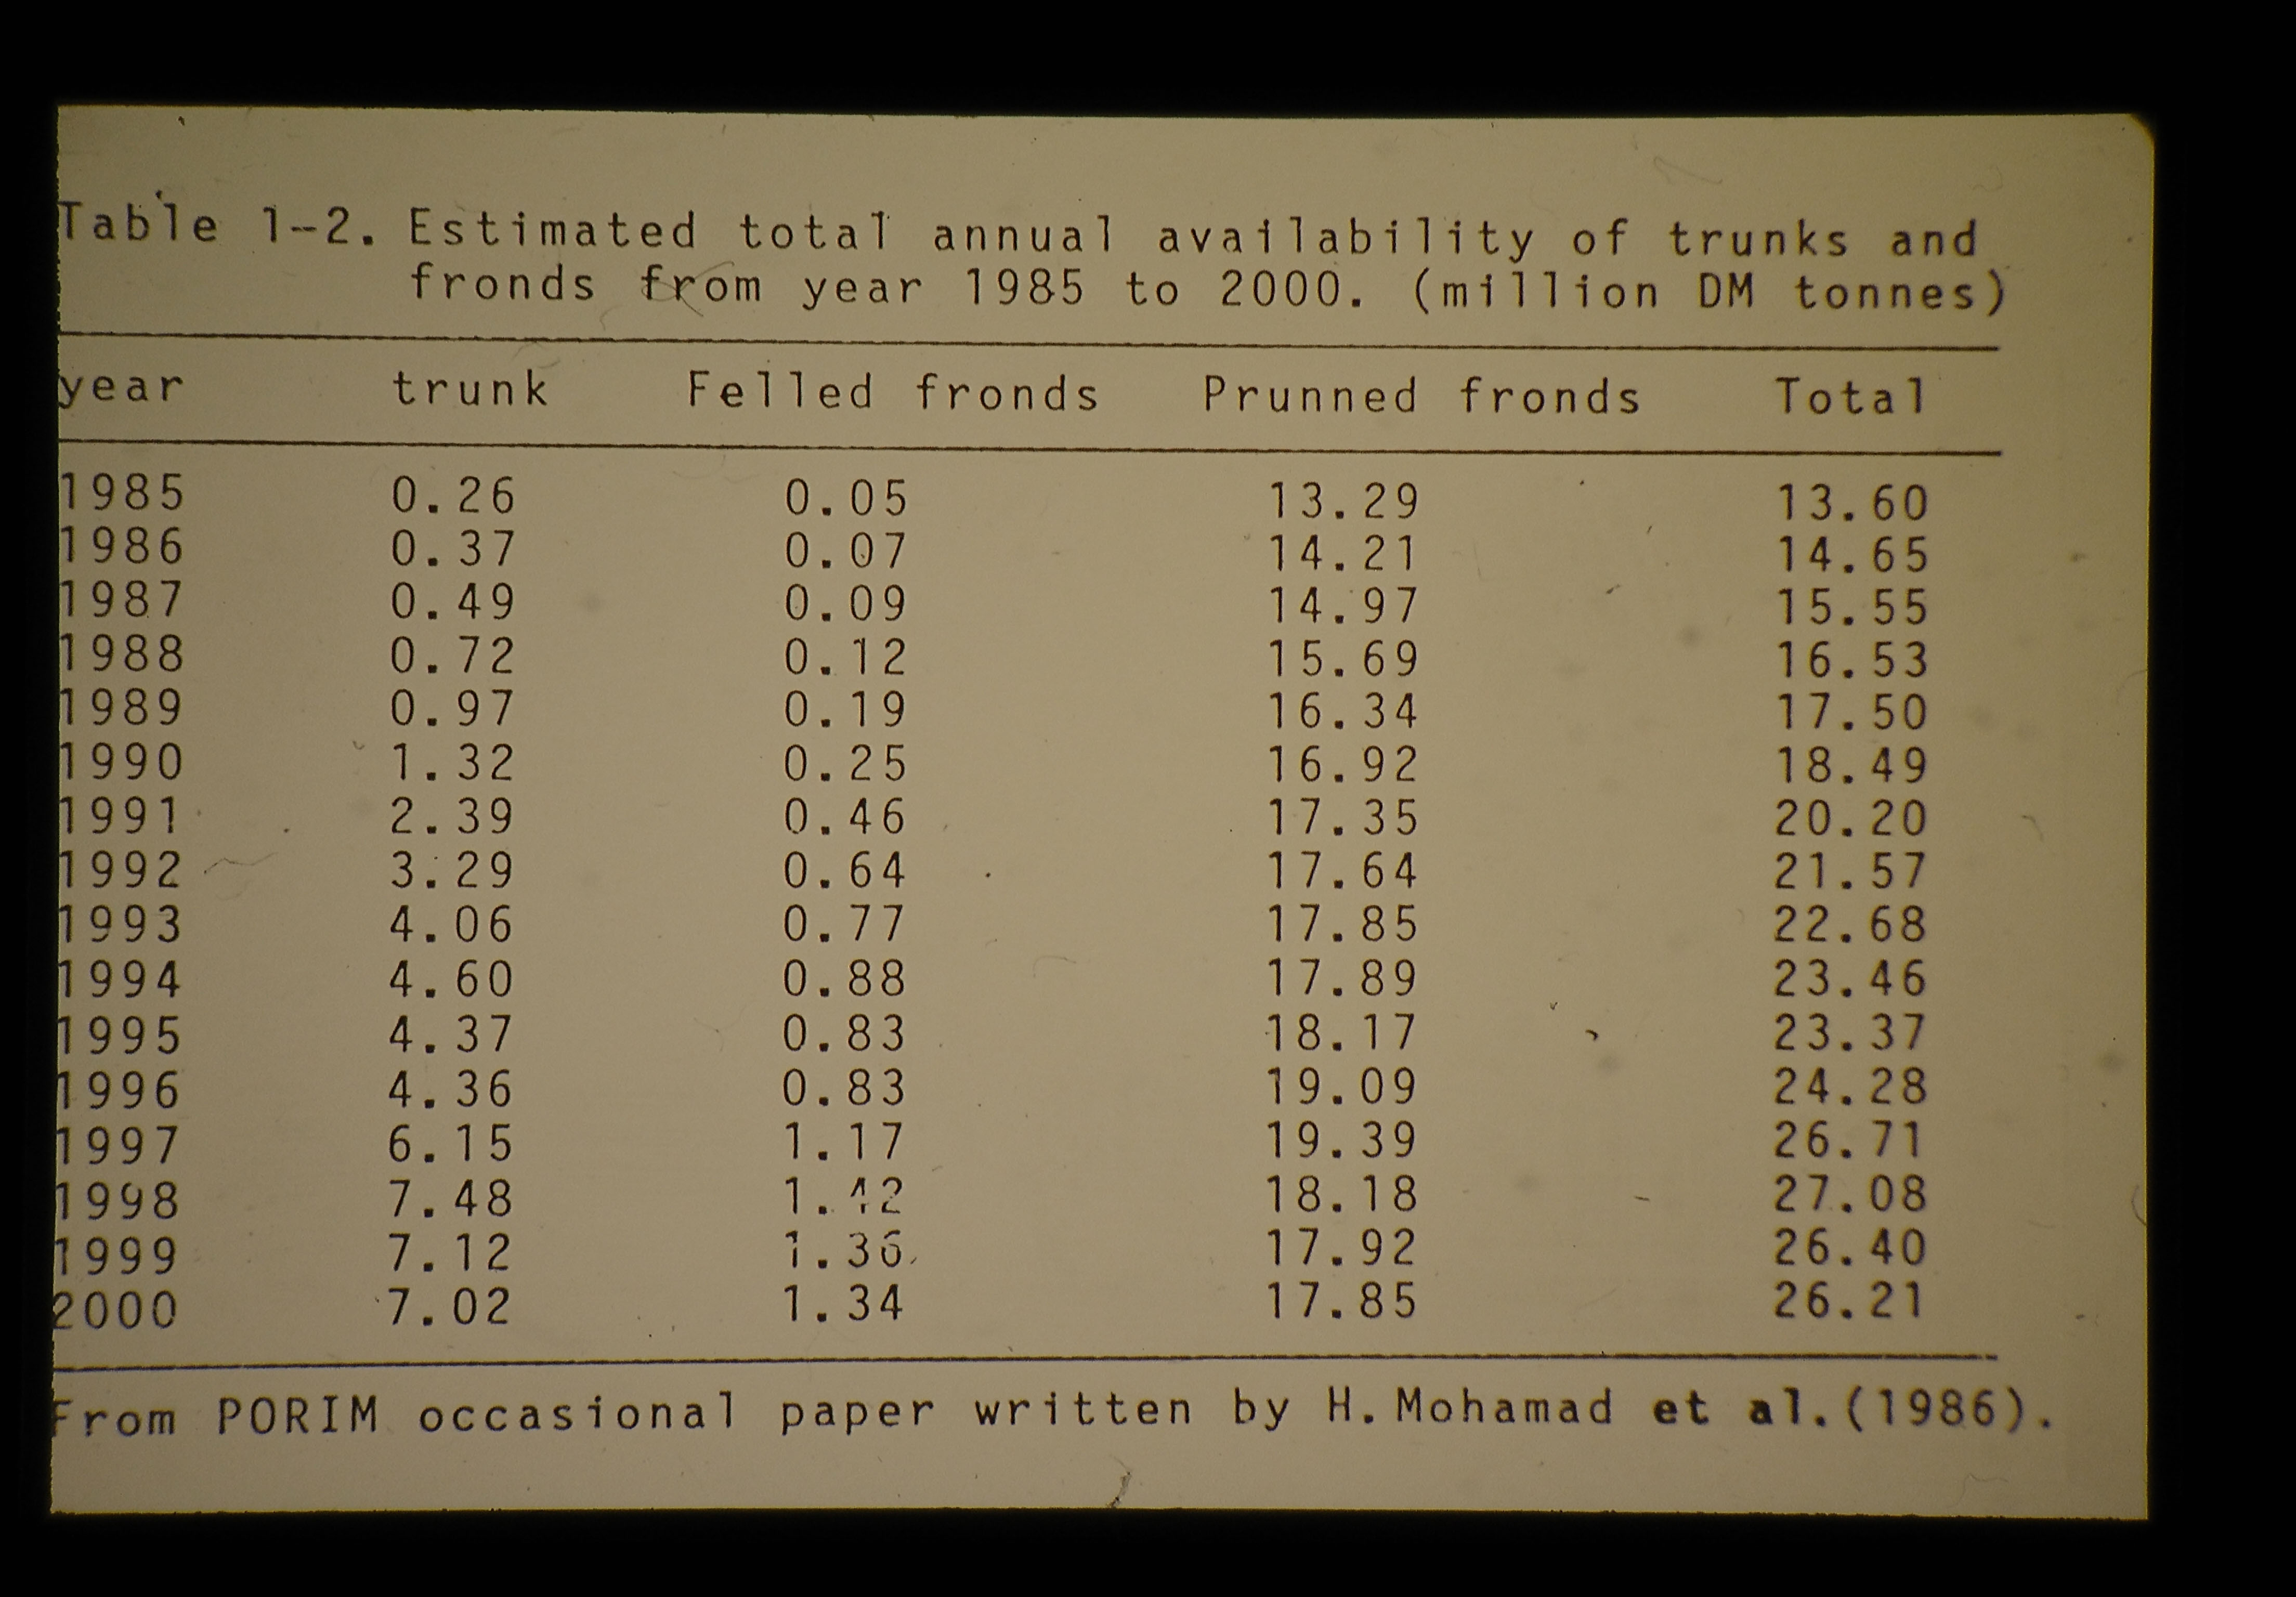 Table 1-2. Estimated total annual availability of trunks and
fronds from year 1985 to 2000. (million DM tonnes)
year trunk Felled fronds Prunned fronds Total
1985 0.26 0.05 13.29 13.60
1986 0.37 0.07 14.21 14.65
1987 0.49 0.09 14.97 15.55
1988 0.72 0.12 15.69 16.53
1989 0.97 0.19 16.34 17.50
1990 1.32 0.25 16.92 18.49
1991 2.39 0.46 17.35 20.20
1992 3.29 0.64 17.64 21.57
1993 4.06 0.77 17.85 22.68
1994 4.60 0.88 17.89 23.46
1995 4.37 0.83 18.17 23.37
1996 4.36 0.83 19.09 24.28
1997 6.15 1.17 19.39 26.71
1998 7.48 1.42 18.18 27.08
1999 7.12 1.36 17.92 26.40
2000 7.02 1.34 17.85 26.21
From PORIM occasional paper written by H.Mohamad et al.(1986).